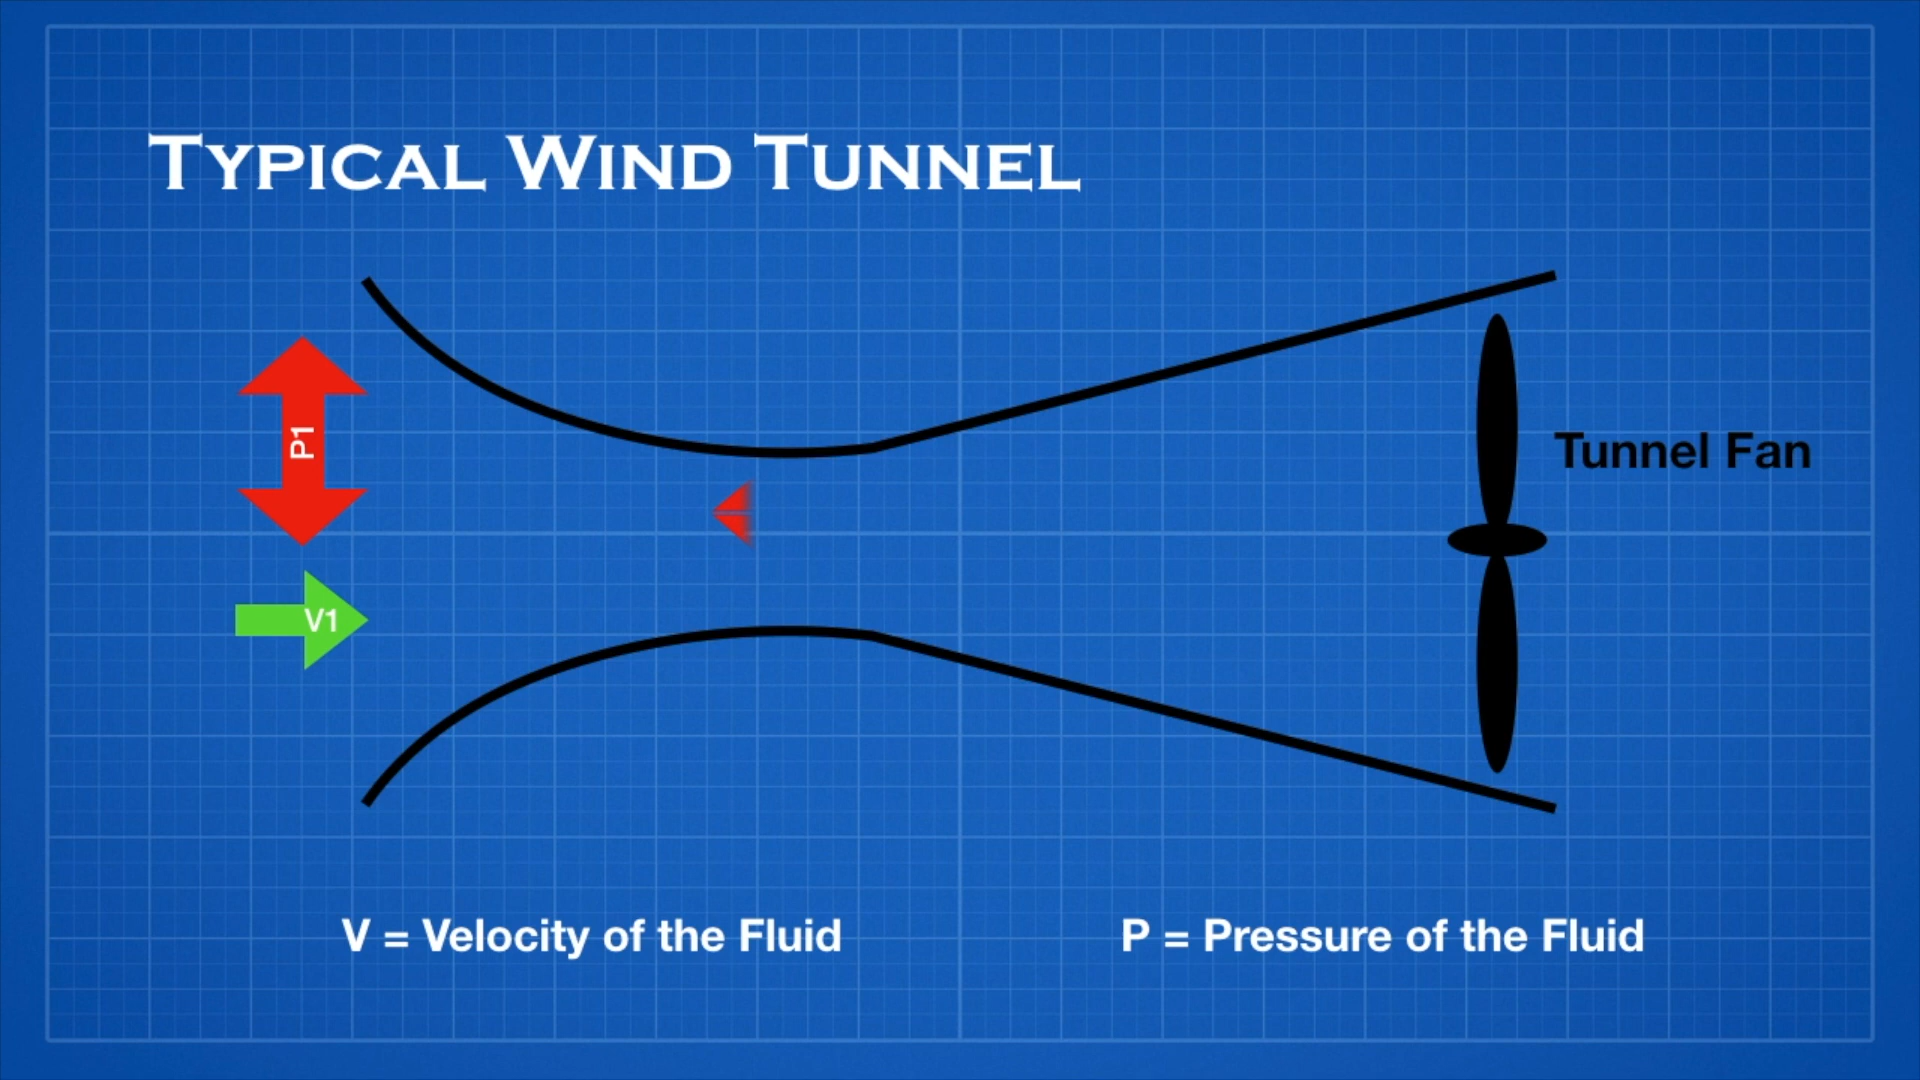 Typical Wind Tunnel
P1
Tunnel Fan
V1
V = Velocity of the Fluid
P = Pressure of the Fluid